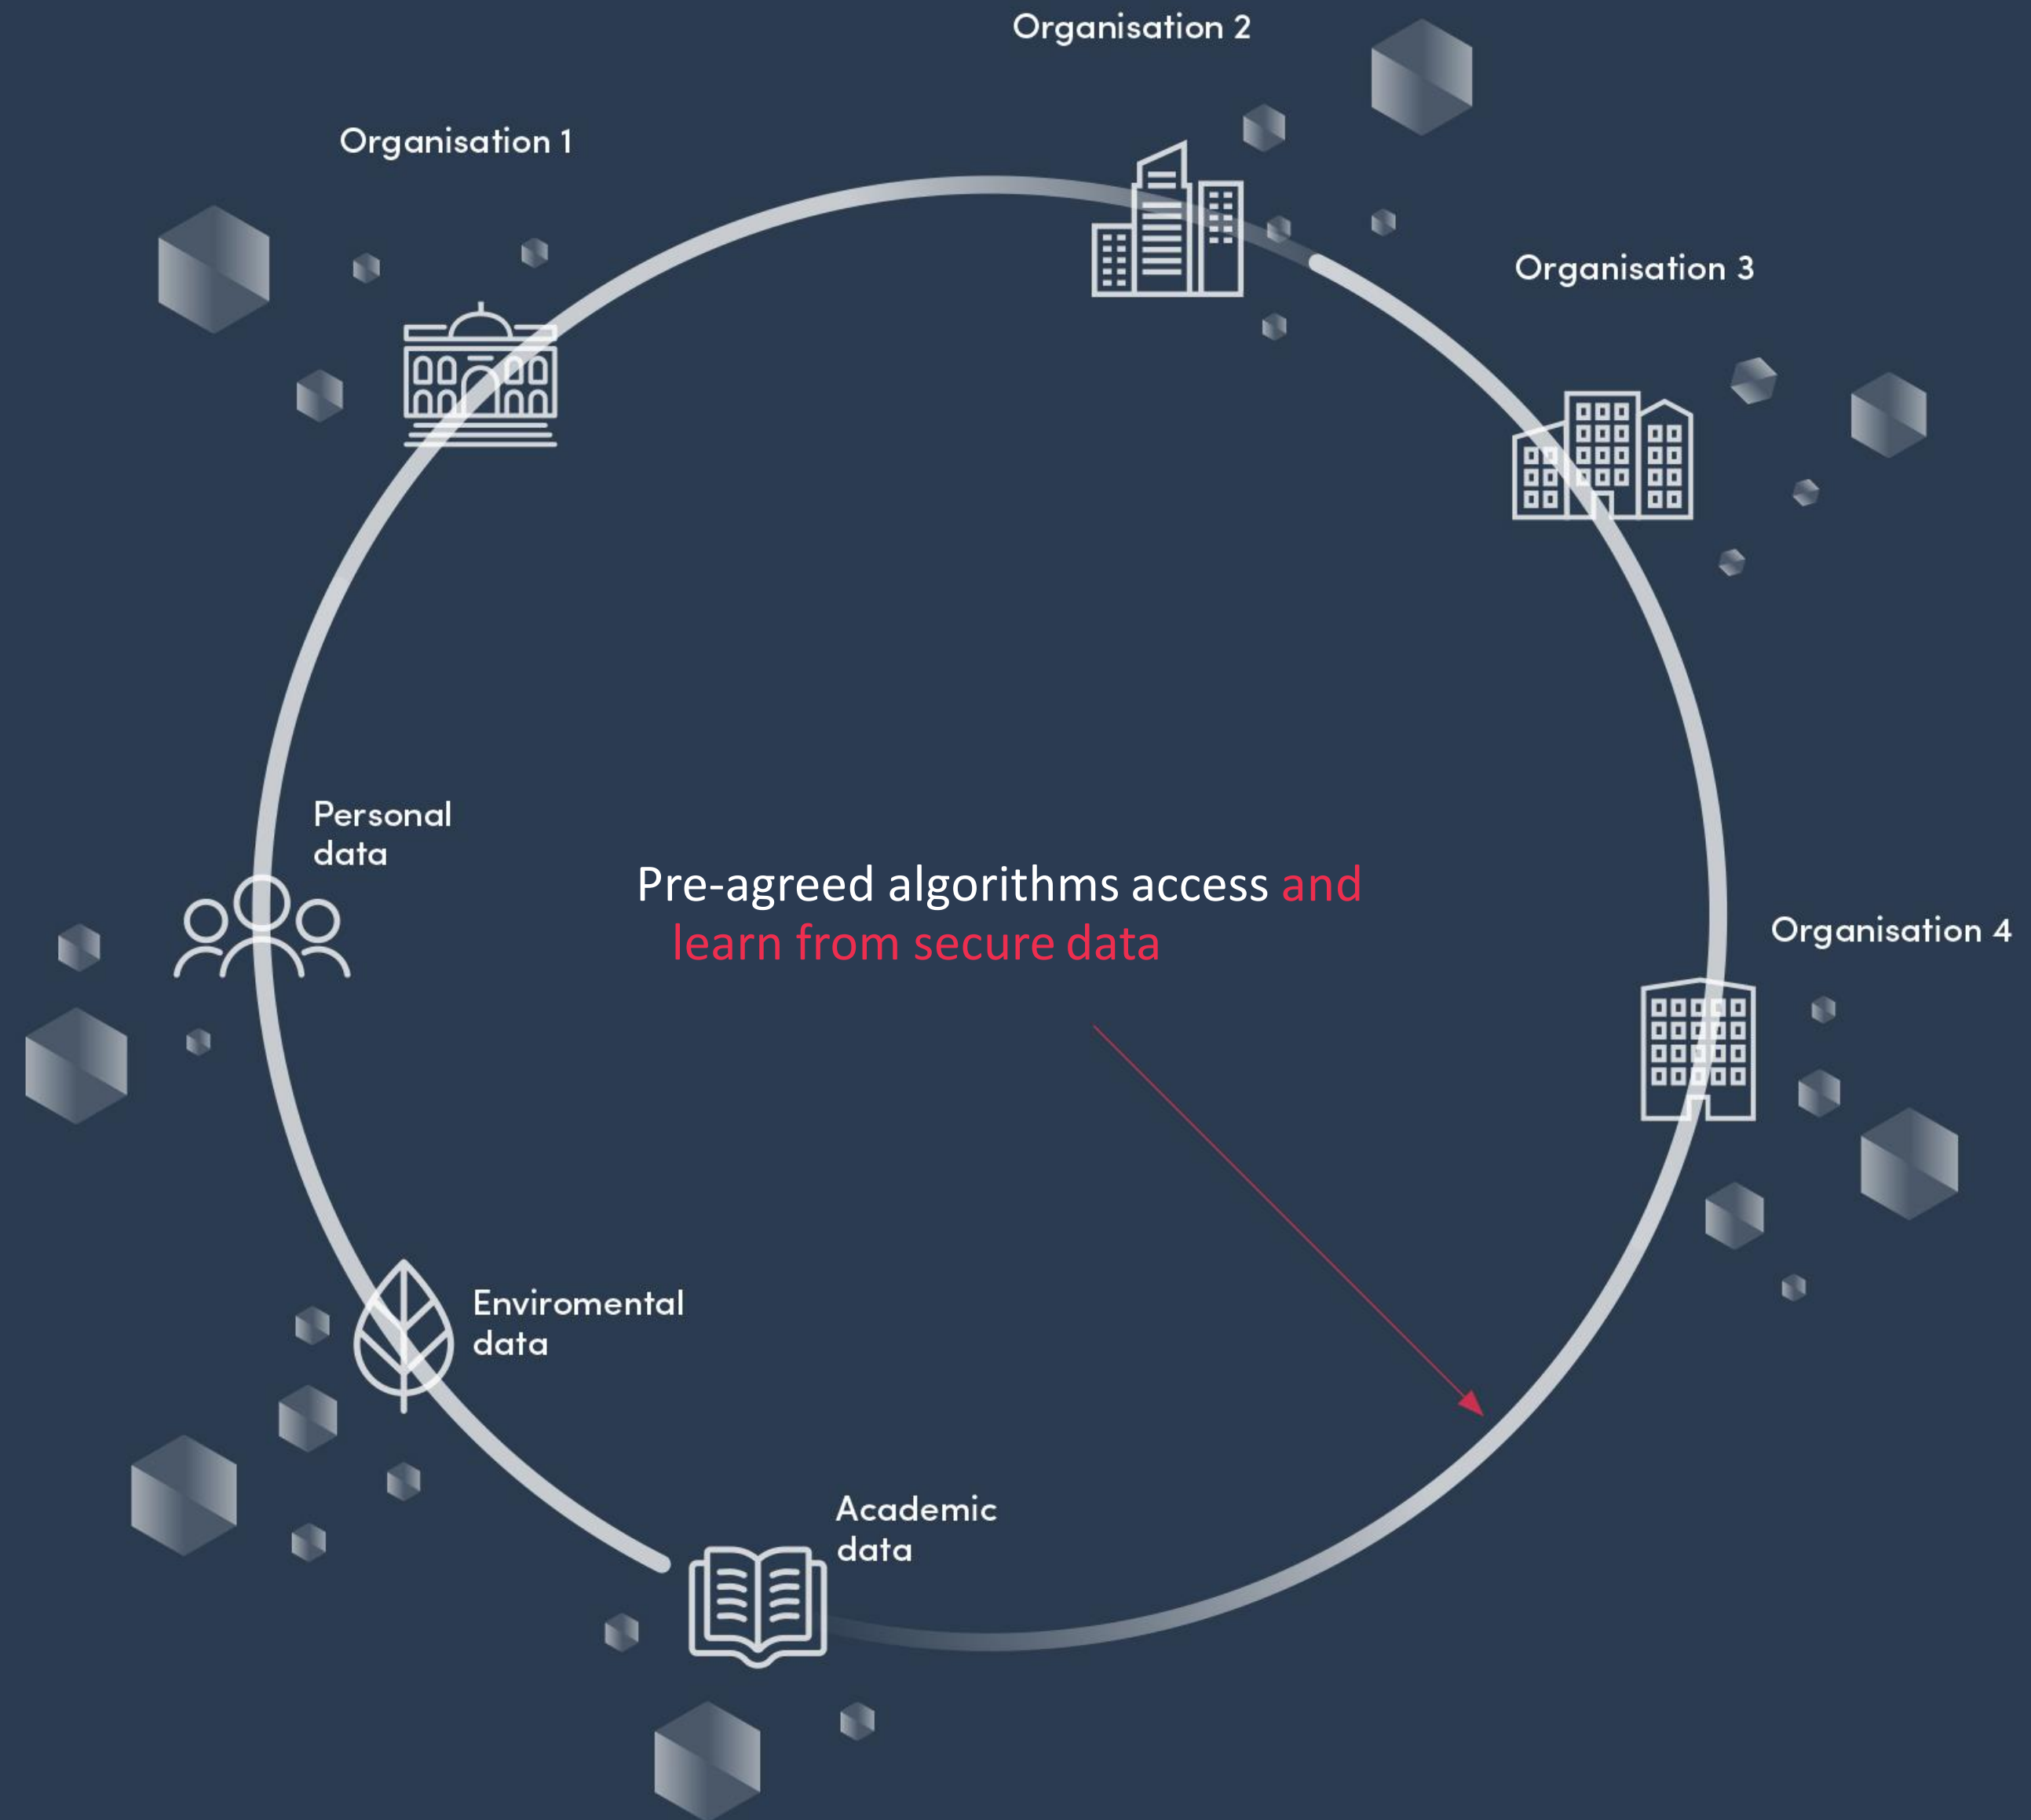 Organisation 2
Organisation 1
Organisation 3
Personal
data
Pre-agreed algorithms access and
learn from secure data
Organisation 4
Enviromental
data
Academic
data